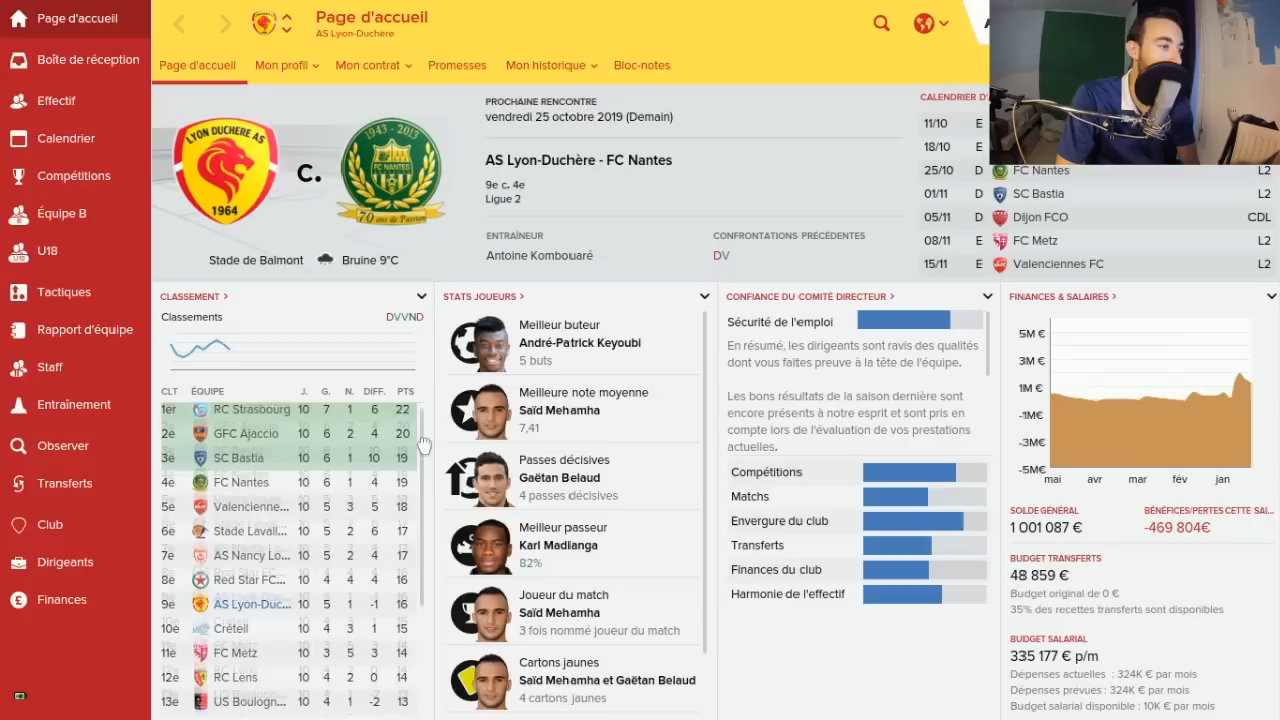 Page d'accueil
Boîte de réception
Effectif
Calendrier
Compétitions
Équipe B
U18
Tactiques
Rapport d'équipe
Staff
Entraînement
Observer
Transferts
Club
Dirigeants
Finances
Page d'accueil
AS Lyon-Duchère
Page d'accueil Mon profil Mon contrat Promesses Mon historique Bloc-notes
LYON DUCHERE AS
1964
C.
1943 - 2013
FC NANTES
70 ans de Passion
Stade de Balmont Bruine 9°C
PROCHAINE RENCONTRE
vendredi 25 octobre 2019 (Demain)
AS Lyon-Duchère - FC Nantes
9e c. 4e
Ligue 2
ENTRAÎNEUR CONFRONTATIONS PRÉCÉDENTES
Antoine Kombouaré DV
CALENDRIER D'
11/10 E
18/10 E
25/10 D FC Nantes L2
01/11 D SC Bastia L2
05/11 D Dijon FCO CDL
08/11 E FC Metz L2
15/11 E Valenciennes FC L2
CLASSEMENT >
Classements DVVND
CLT ÉQUIPE J. G. N. DIFF. PTS
1er RC Strasbourg 10 7 1 6 22
2e GFC Ajaccio 10 6 2 4 20
3e SC Bastia 10 6 1 10 19
4e FC Nantes 10 6 1 4 19
5e Valencienne... 10 5 3 5 18
6e Stade Lavall... 10 5 2 6 17
7e AS Nancy Lo... 10 5 2 4 17
8e Red Star FC... 10 4 4 4 16
9e AS Lyon-Duc... 10 5 1 -1 16
10e Créteil 10 4 3 1 15
11e FC Metz 10 3 5 3 14
12e RC Lens 10 4 2 0 14
13e US Boulogn... 10 4 1 -2 13
STATS JOUEURS >
Meilleur buteur
André-Patrick Keyoubi
5 buts
Meilleure note moyenne
Saïd Mehamha
7,41
Passes décisives
Gaëtan Belaud
4 passes décisives
Meilleur passeur
Karl Madianga
82%
Joueur du match
Saïd Mehamha
3 fois nommé joueur du match
Cartons jaunes
Saïd Mehamha et Gaëtan Belaud
4 cartons jaunes
CONFIANCE DU COMITÉ DIRECTEUR >
Sécurité de l'emploi
En résumé, les dirigeants sont ravis des qualités
dont vous faites preuve à la tête de l'équipe.
Les bons résultats de la saison dernière sont
encore présents à notre esprit et sont pris en
compte lors de l'évaluation de vos prestations
actuelles.
Compétitions
Matchs
Envergure du club
Transferts
Finances du club
Harmonie de l'effectif
FINANCES & SALAIRES >
5M €
3M €
1M €
-1M€
-3M€
-5M€
mai avr mar fév jan
SOLDE GÉNÉRAL BÉNÉFICES/PERTES CETTE SAI...
1 001 087 € -469 804€
BUDGET TRANSFERTS
48 859 €
Budget original de 0 €
35% des recettes transferts sont disponibles
BUDGET SALARIAL
335 177 € p/m
Dépenses actuelles : 324K € par mois
Dépenses prévues : 324K € par mois
Budget salarial disponible : 10K € par mois